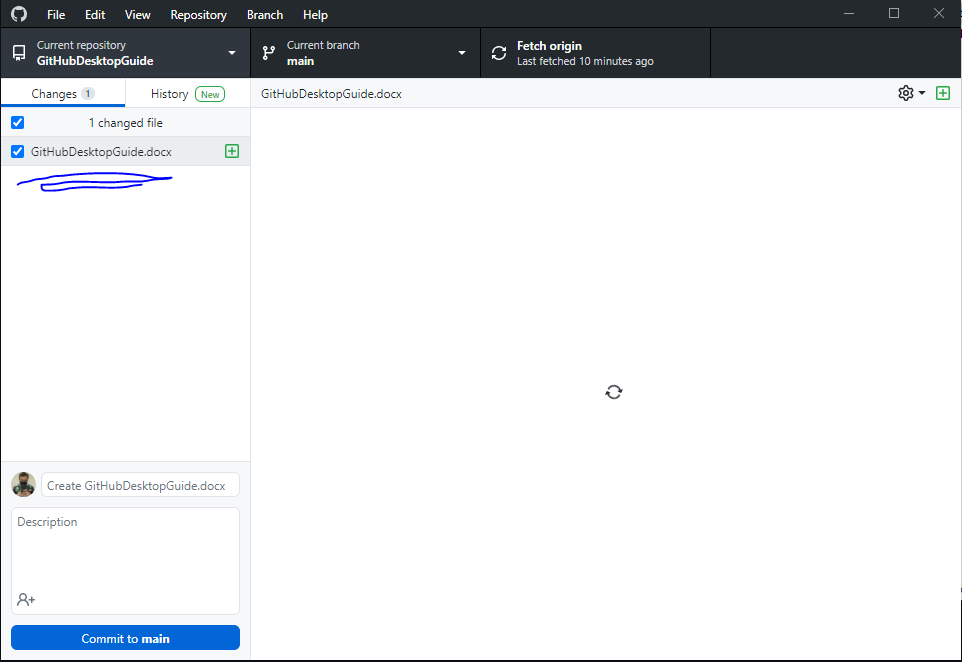 File Edit View Repository Branch Help
Current repository
GitHubDesktopGuide
Current branch
main
Fetch origin
Last fetched 10 minutes ago
Changes 1
History New
GitHubDesktopGuide.docx
1 changed file
GitHubDesktopGuide.docx
Create GitHubDesktopGuide.docx
Description
Commit to main